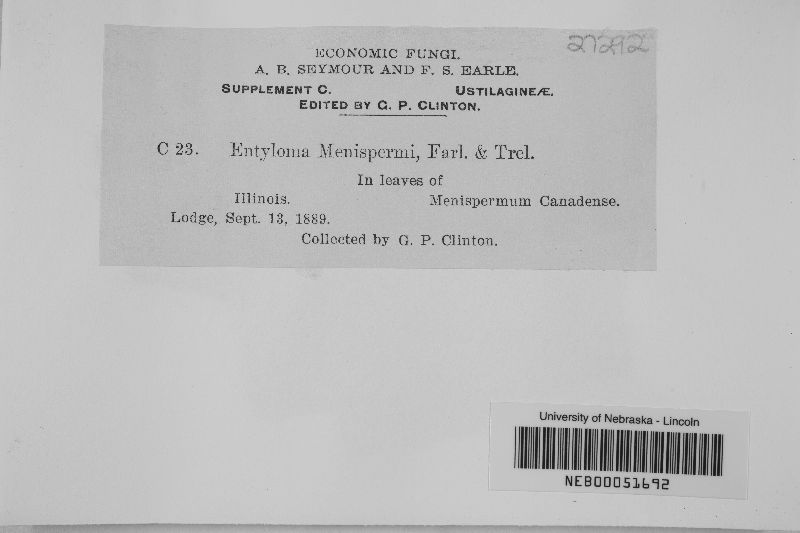 27292
ECONOMIC FUNGI.
A. B. SEYMOUR AND F. S. EARLE.
SUPPLEMENT C. USTILAGINEÆ.
EDITED BY G. P. CLINTON.
C 23. Entyloma Menispermi, Farl. & Trel.
In leaves of
Illinois. Menispermum Canadense.
Lodge, Sept. 13, 1889.
Collected by G. P. Clinton.
University of Nebraska - Lincoln
NEB00051692